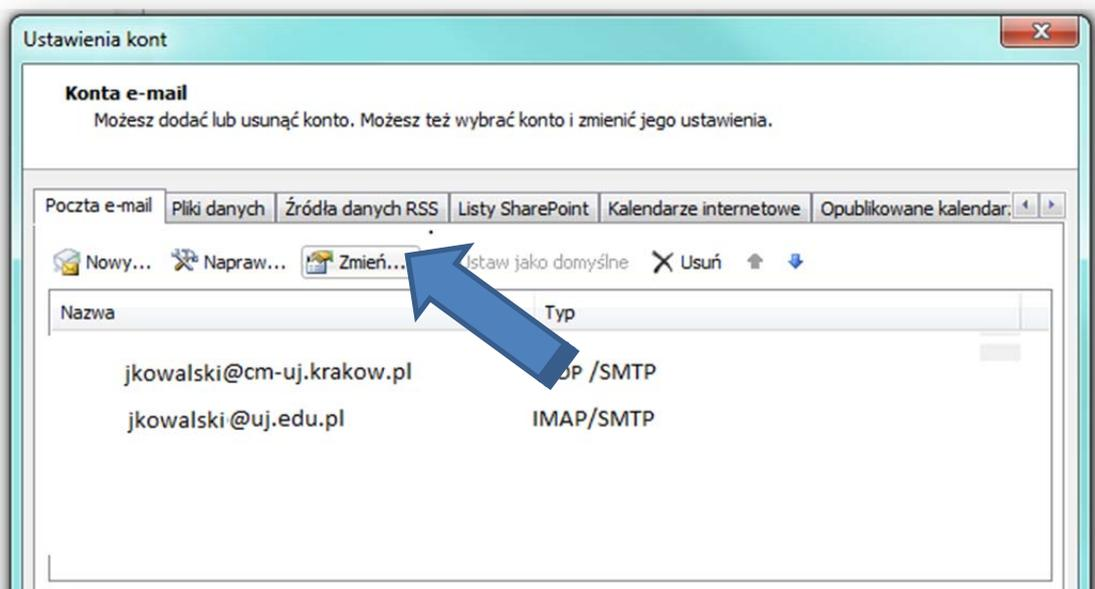 Ustawienia kont
Konta e-mail
Możesz dodać lub usunąć konto. Możesz też wybrać konto i zmienić jego ustawienia.
Poczta e-mail Pliki danych Źródła danych RSS Listy SharePoint Kalendarze internetowe Opublikowane kalendar
Nowy... Napraw... Zmień... jako domyślne Usuń
Nazwa Typ
jkowalski@cm-uj.krakow.pl /SMTP
jkowalski@uj.edu.pl IMAP/SMTP